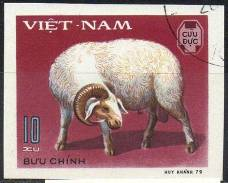 VIỆT-NAM
CỪU
ĐỰC
10
XU
BƯU CHÍNH
HUY KHÁNH 79